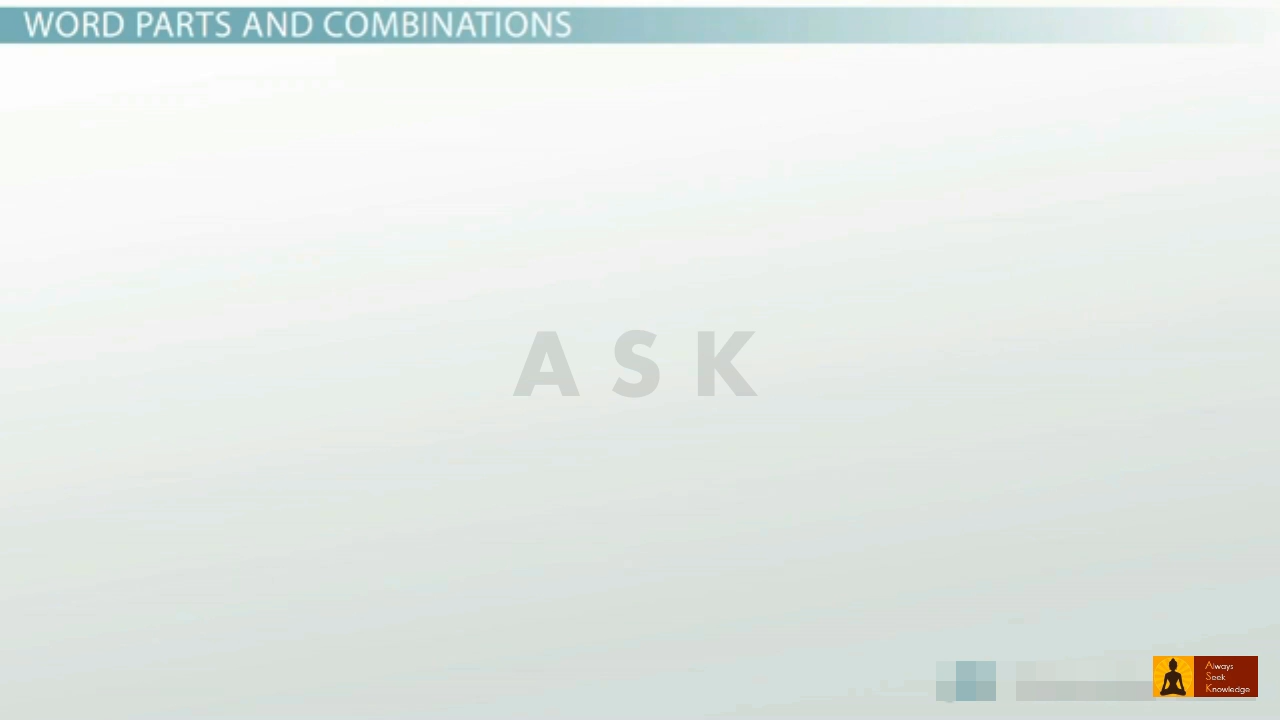 WORD PARTS AND COMBINATIONS
A S K
Always
Seek
Knowledge